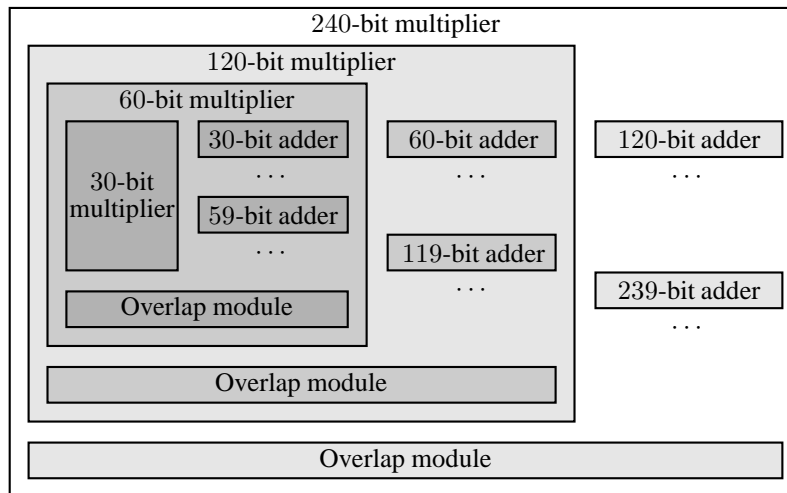 240-bit multiplier
120-bit multiplier
60-bit multiplier
30-bit
multiplier
30-bit adder
. . .
59-bit adder
. . .
Overlap module
60-bit adder
. . .
119-bit adder
. . .
Overlap module
120-bit adder
. . .
239-bit adder
. . .
Overlap module